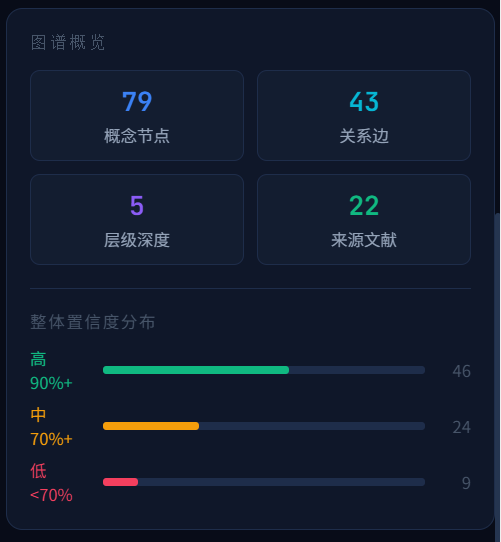 图谱概览
79
43
概念节点
关系边
5
22
层级深度
来源文献
整体置信度分布
高
90%+
46
中
70%+
24
低
<70%
9